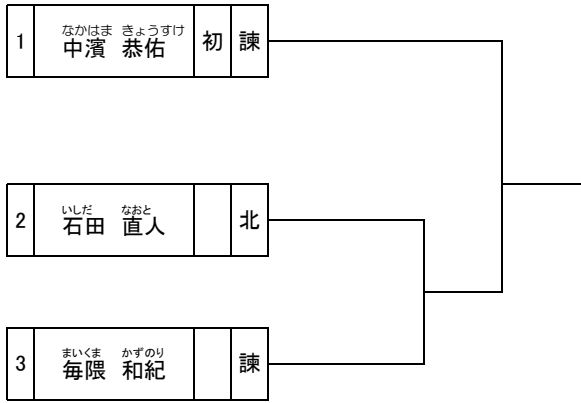 なかはま きょうすけ
1 中濱 恭佑 初 諫
いしだ なおと
2 石田 直人 北
まいくま かずのり
3 毎隈 和紀 諫